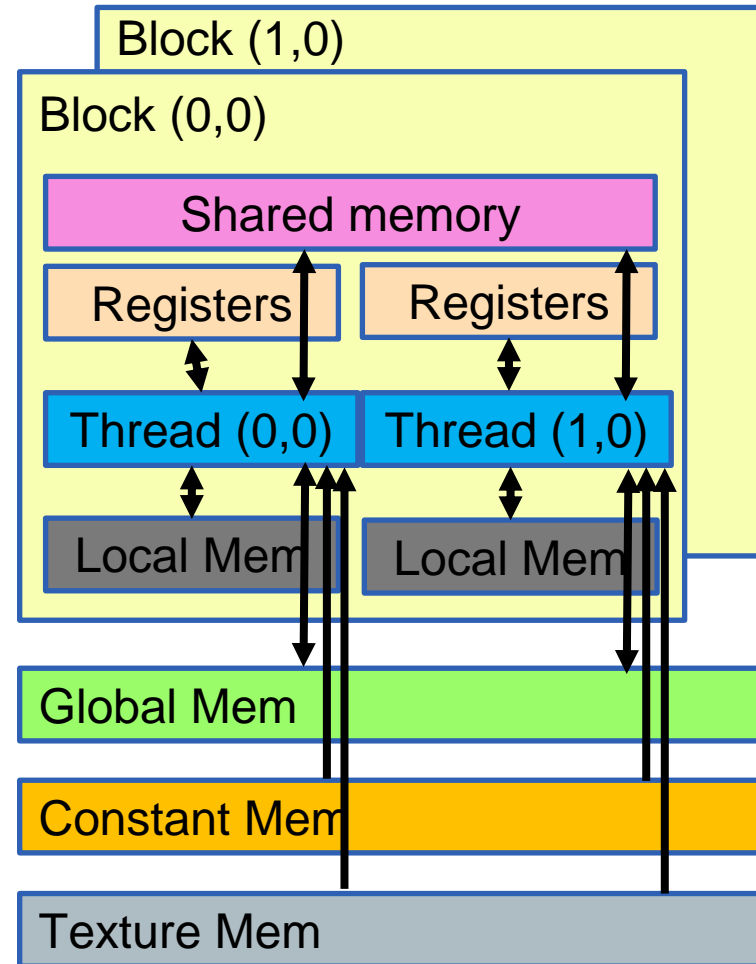 Block (1,0)
Block (0,0)
Shared memory
Registers
Registers
Thread (0,0)
Thread (1,0)
Local Mem
Local Mem
Global Mem
Constant Mem
Texture Mem